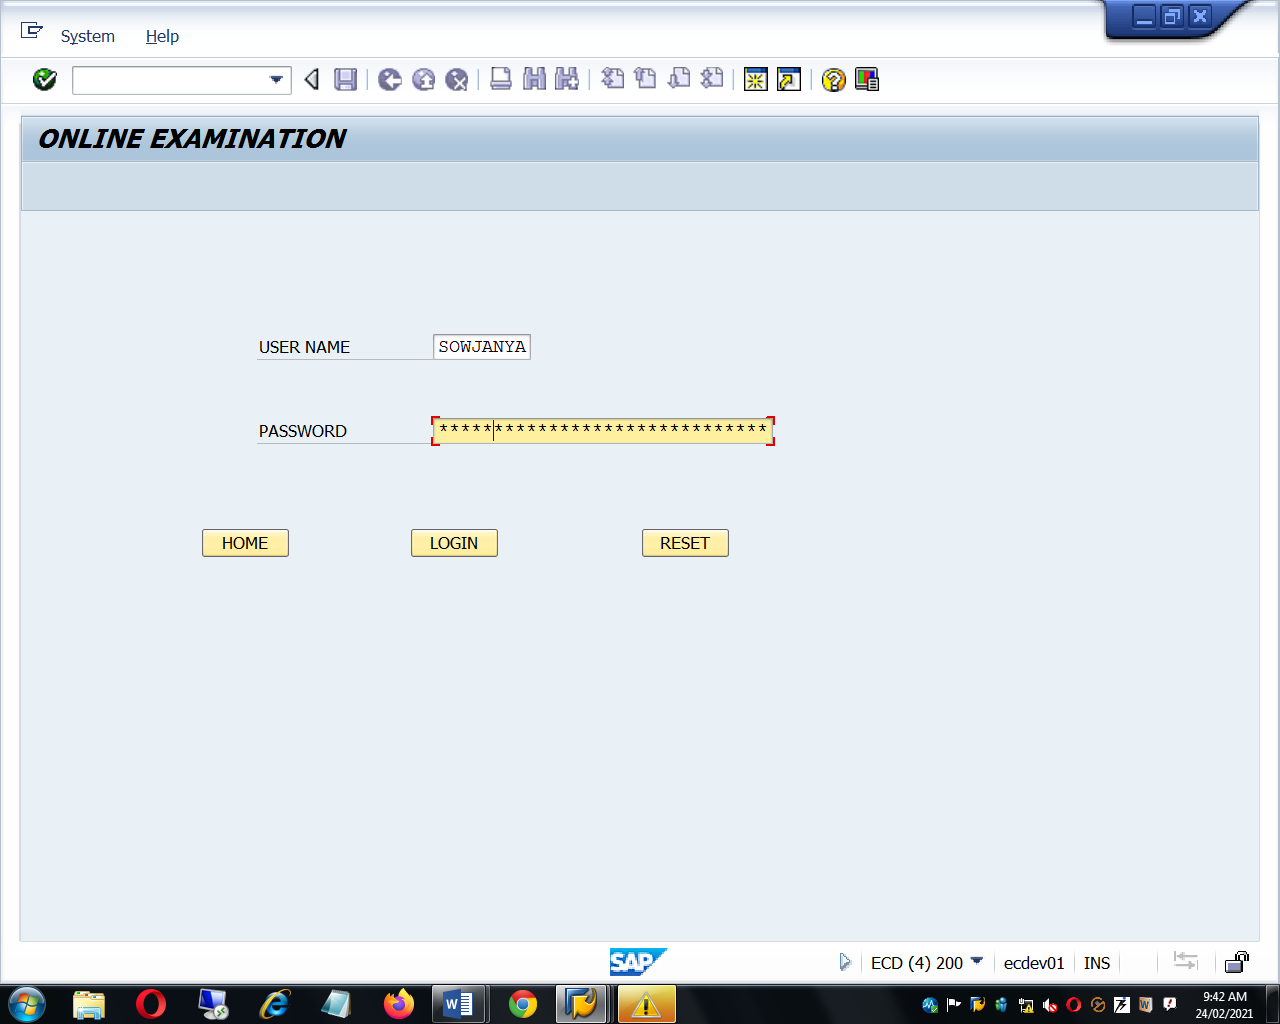 System Help
ONLINE EXAMINATION
USER NAME SOWJANYA
PASSWORD ******************************
HOME LOGIN RESET
SAP ECD (4) 200 ecdev01 INS
9:42 AM
24/02/2021